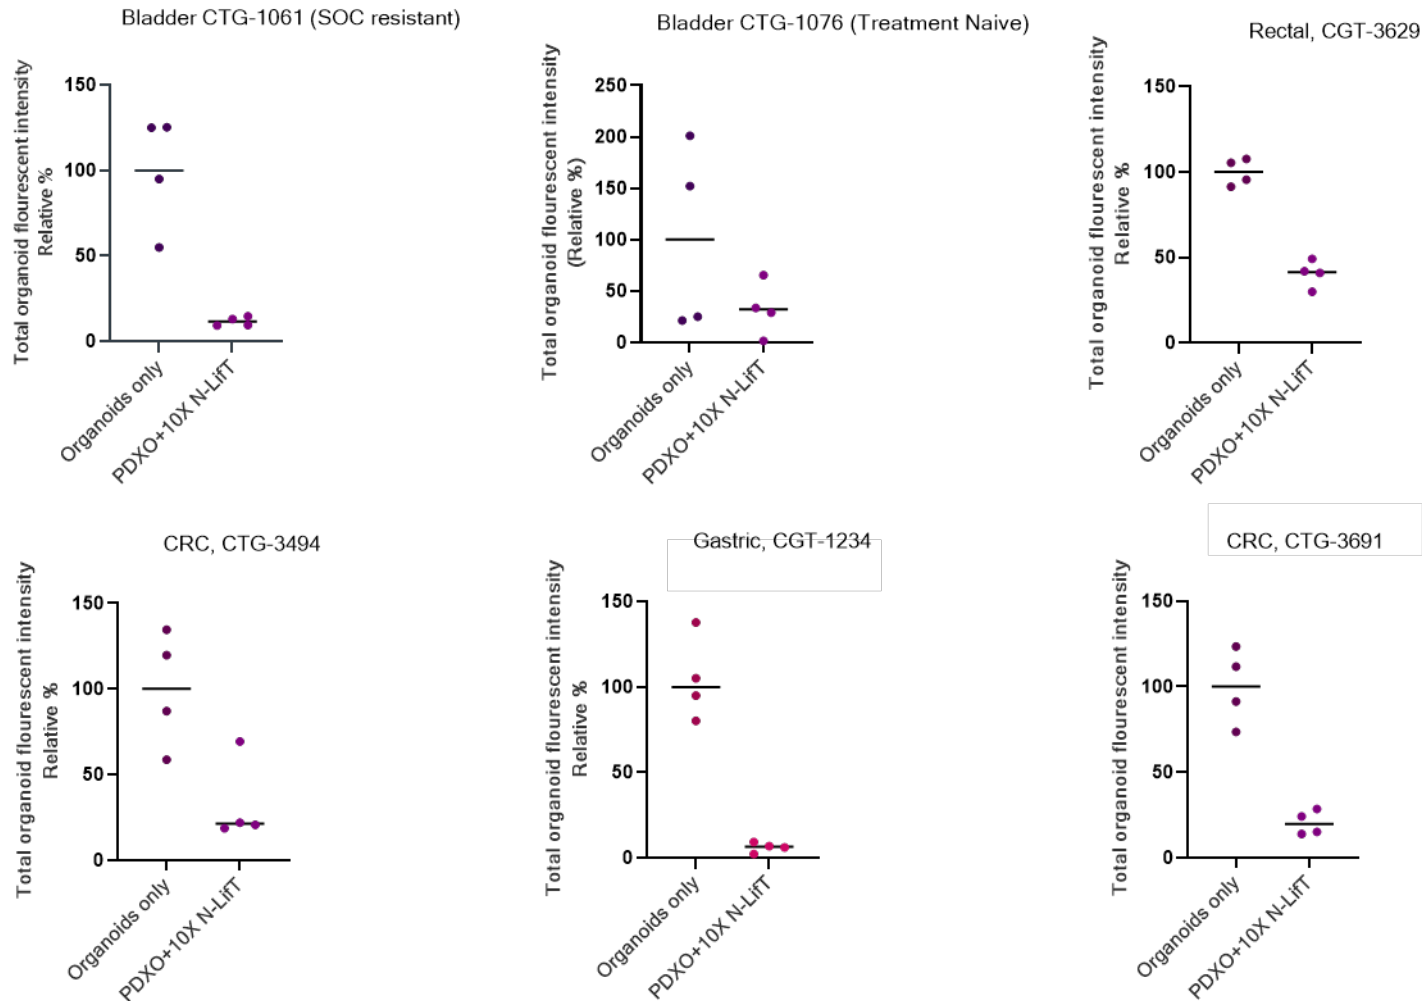 Bladder CTG-1061 (SOC resistant)
Total organoid flourescent intensity
Relative %
150
100
50
0
Organoids only
PDXO+10X N-LifT
Bladder CTG-1076 (Treatment Naive)
Total organoid flourescent intensity
(Relative %)
250
200
150
100
50
0
Organoids only
PDXO+10X N-LifT
Rectal, CGT-3629
Total organoid flourescent intensity
Relative %
150
100
50
0
Organoids only
PDXO+10X N-LifT
CRC, CTG-3494
Total organoid flourescent intensity
Relative %
150
100
50
0
Organoids only
PDXO+10X N-LifT
Gastric, CGT-1234
Total organoid flourescent intensity
Relative %
150
100
50
0
Organoids only
PDXO+10X N-LifT
CRC, CTG-3691
Total organoid flourescent intensity
Relative %
150
100
50
0
Organoids only
PDXO+10X N-LifT